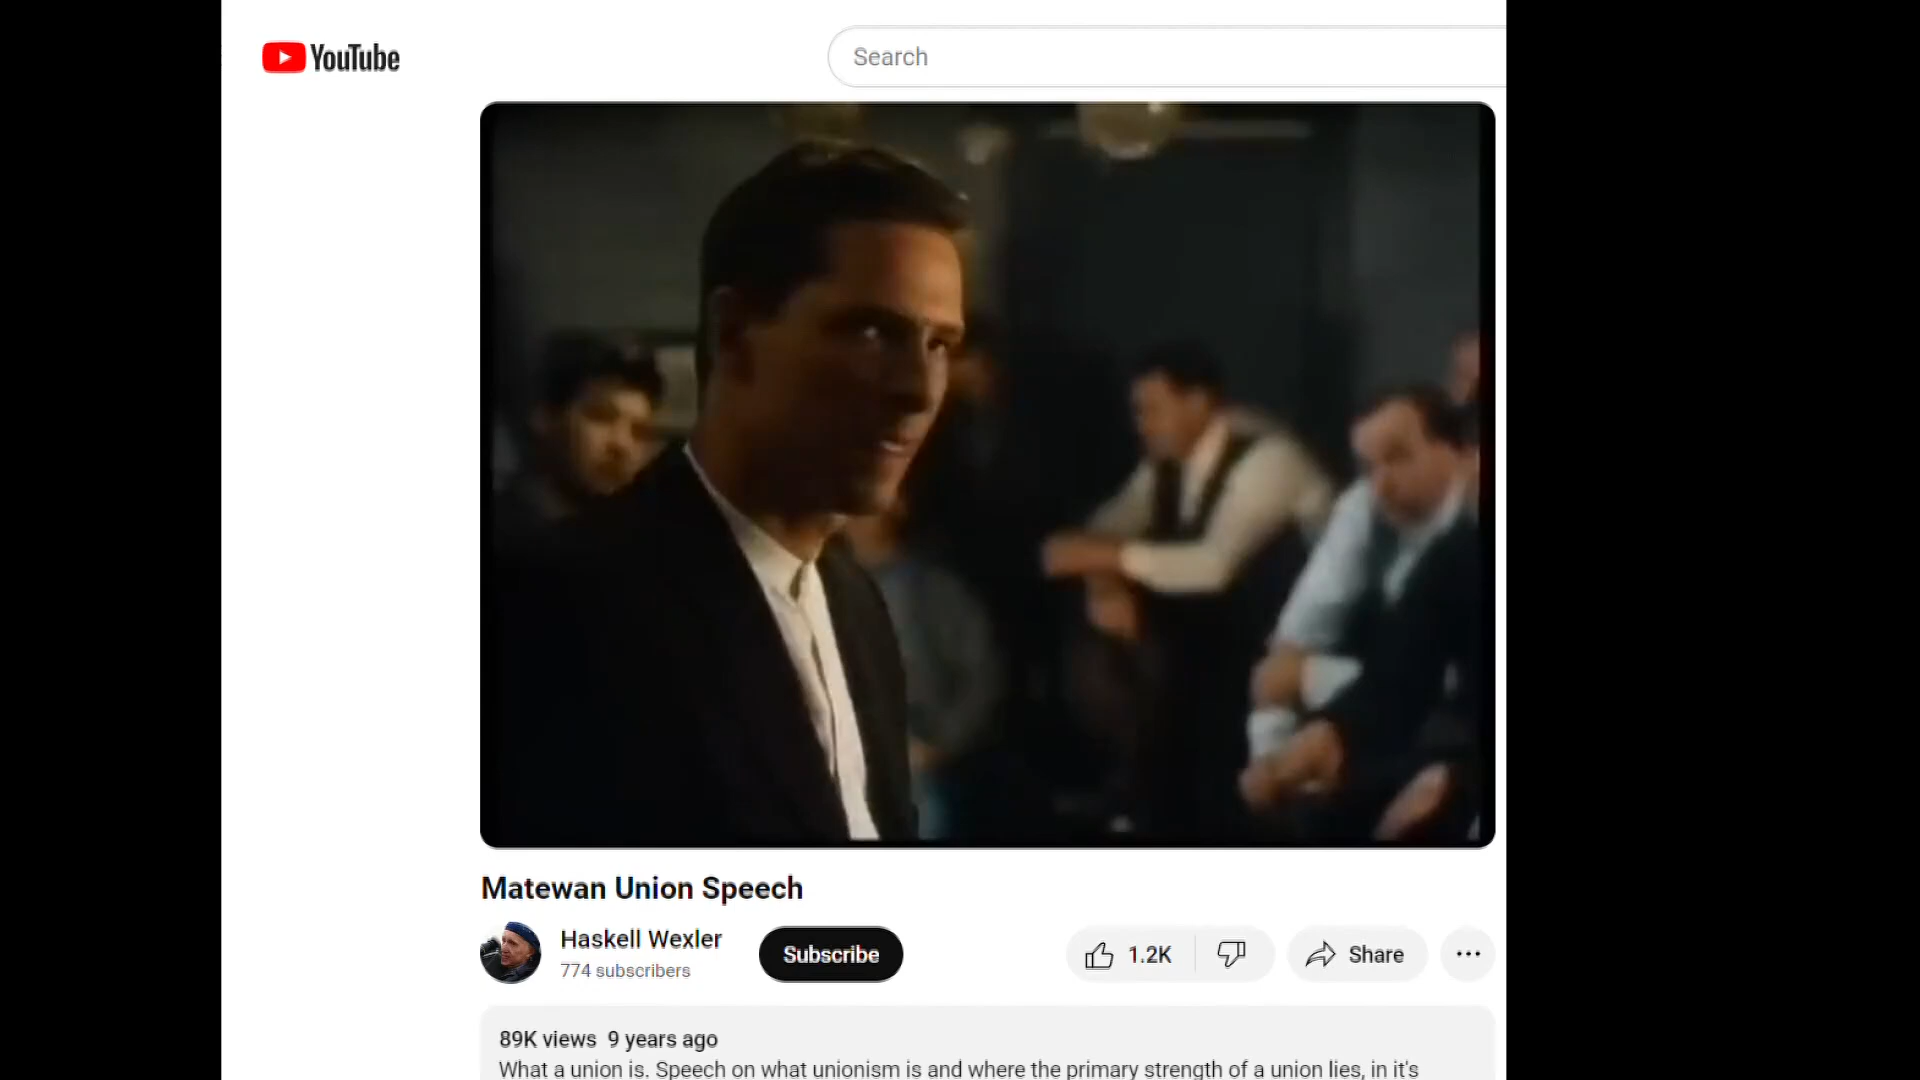 YouTube
Search
Matewan Union Speech
Haskell Wexler
774 subscribers
Subscribe
1.2K
Share
89K views 9 years ago
What a union is. Speech on what unionism is and where the primary strength of a union lies, in it's